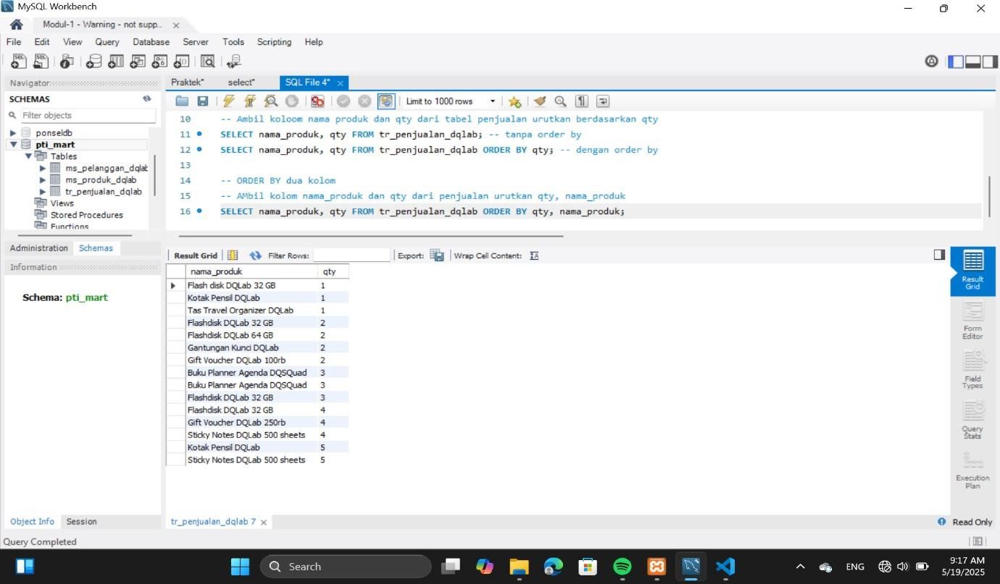 MySQL Workbench
Modul-1 - Warning - not supp...
File Edit View Query Database Server Tools Scripting Help
Navigator
SCHEMAS
Filter objects
ponseldb
pti_mart
Tables
ms_pelanggan_dqlab
ms_produk_dqlab
tr_penjualan_dqlab
Views
Stored Procedures
Functions
Administration Schemas
Information
Schema: pti_mart
Object Info Session
Praktek* select* SQL File 4*
Limit to 1000 rows
10 -- Ambil koloom nama produk dan qty dari tabel penjualan urutkan berdasarkan qty
11 SELECT nama_produk, qty FROM tr_penjualan_dqlab; -- tanpa order by
12 SELECT nama_produk, qty FROM tr_penjualan_dqlab ORDER BY qty; -- dengan order by
13
14 -- ORDER BY dua kolom
15 -- AMbil kolom nama_produk dan qty dari penjualan urutkan qty, nama_produk
16 SELECT nama_produk, qty FROM tr_penjualan_dqlab ORDER BY qty, nama_produk;
Result Grid Filter Rows: Export: Wrap Cell Content:
nama_produk qty
Flash disk DQLab 32 GB 1
Kotak Pensil DQLab 1
Tas Travel Organizer DQLab 1
Flashdisk DQLab 32 GB 2
Flashdisk DQLab 64 GB 2
Gantungan Kunci DQLab 2
Gift Voucher DQLab 100rb 2
Buku Planner Agenda DQSQuad 3
Buku Planner Agenda DQSQuad 3
Flashdisk DQLab 32 GB 3
Flashdisk DQLab 32 GB 4
Gift Voucher DQLab 250rb 4
Sticky Notes DQLab 500 sheets 4
Kotak Pensil DQLab 5
Sticky Notes DQLab 500 sheets 5
Result
Grid
Form
Editor
Field
Types
Query
Stats
Execution
Plan
tr_penjualan_dqlab 7
Read Only
Query Completed
Search
ENG
9:17 AM
5/19/2025